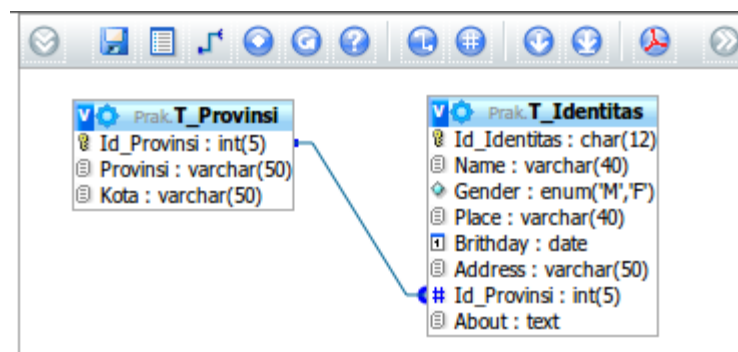 Prak.T_Provinsi
Id_Provinsi : int(5)
Provinsi : varchar(50)
Kota : varchar(50)
Prak.T_Identitas
Id_Identitas : char(12)
Name : varchar(40)
Gender : enum('M','F')
Place : varchar(40)
Brithday : date
Address : varchar(50)
# Id_Provinsi : int(5)
About : text